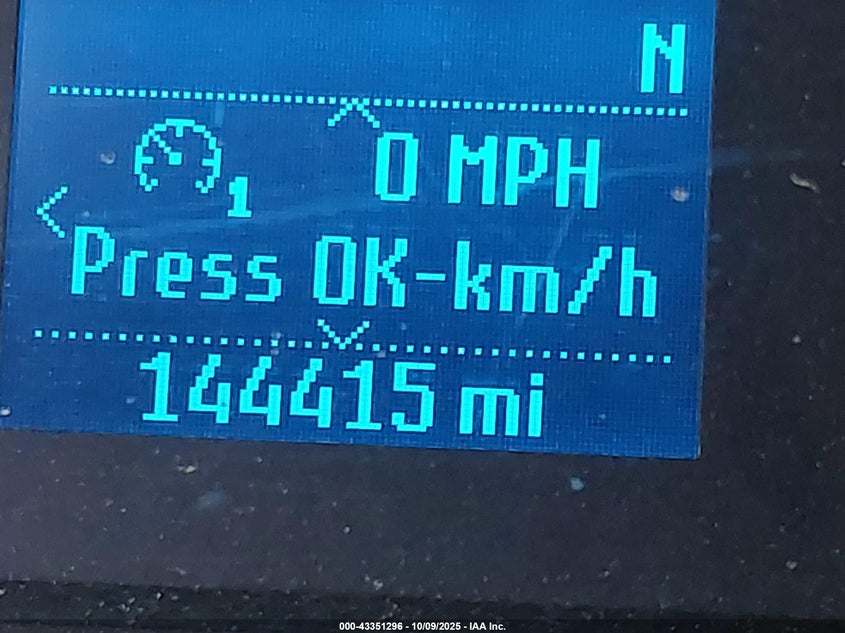 N
0 MPH
1
Press OK-km/h
144415 mi
000-43351296 - 10/09/2025 - IAA Inc.